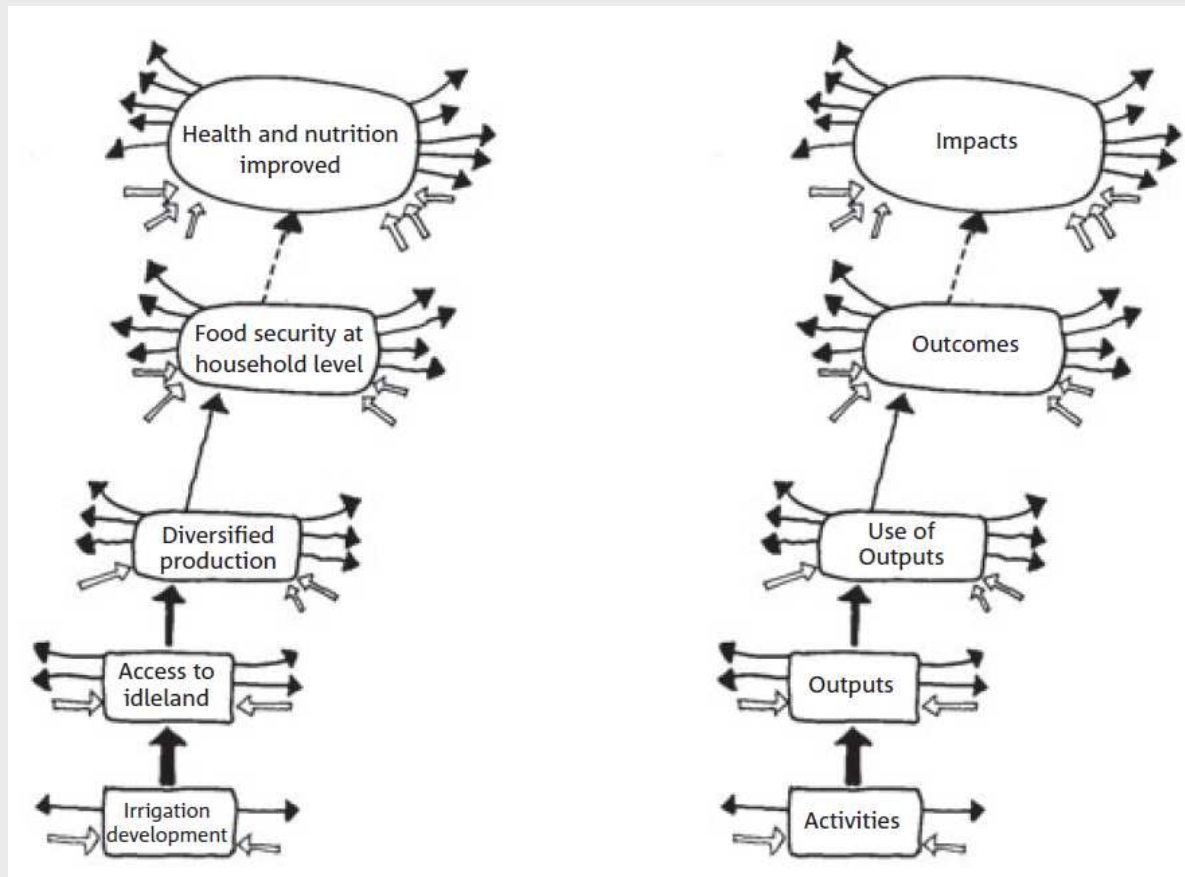 Health and nutrition
improved
Food security at
household level
Diversified
production
Access to
idleland
Irrigation
development
Impacts
Outcomes
Use of
Outputs
Outputs
Activities